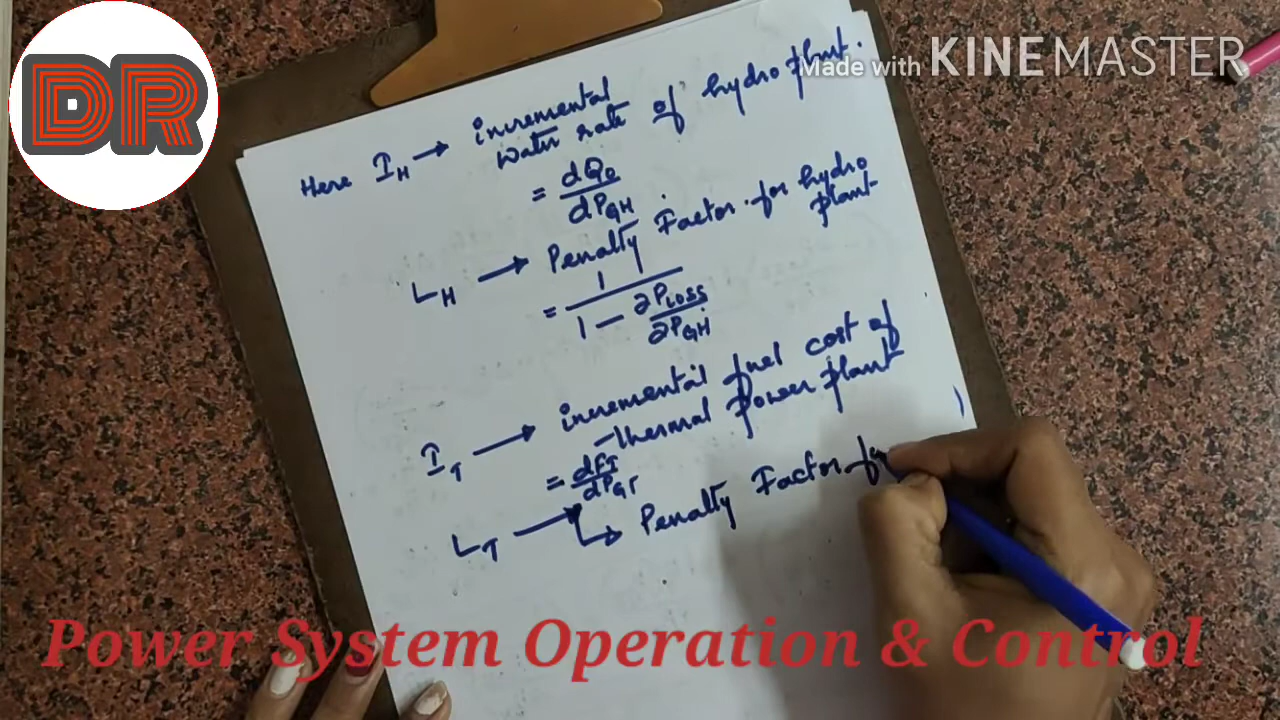 DR
Made with KINEMASTER
Here I_H → incremental
water rate of hydro plant.
= dQ₀/dP_GH
L_H → Penalty Factor for hydro
plant
= 1/(1 - ∂P_LOSS/∂P_GH)
I_T → incremental fuel cost of
thermal power plant
= dF_T/dP_GT
L_T → Penalty Factor
Power System Operation & Control